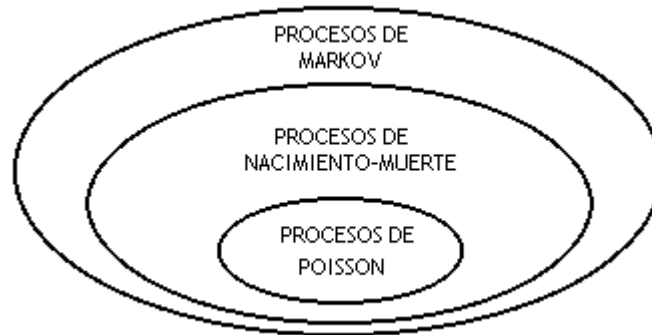 PROCESOS DE
MARKOV
PROCESOS DE
NACIMIENTO-MUERTE
PROCESOS DE
POISSON